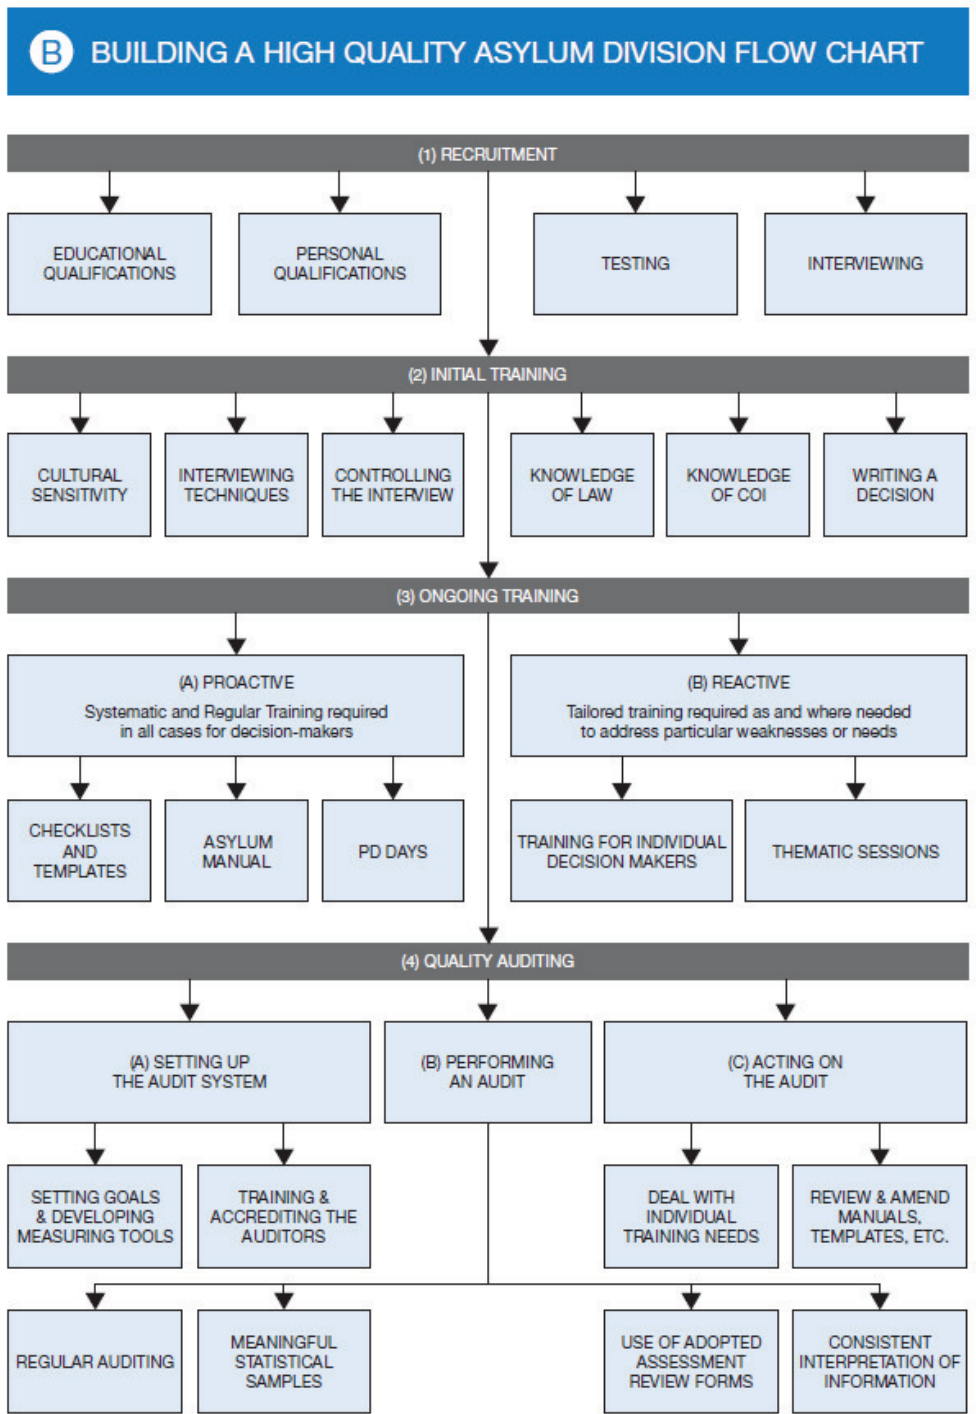 B BUILDING A HIGH QUALITY ASYLUM DIVISION FLOW CHART
(1) RECRUITMENT
EDUCATIONAL
QUALIFICATIONS
PERSONAL
QUALIFICATIONS
TESTING
INTERVIEWING
(2) INITIAL TRAINING
CULTURAL
SENSITIVITY
INTERVIEWING
TECHNIQUES
CONTROLLING
THE INTERVIEW
KNOWLEDGE
OF LAW
KNOWLEDGE
OF COI
WRITING A
DECISION
(3) ONGOING TRAINING
(A) PROACTIVE
Systematic and Regular Training required
in all cases for decision-makers
(B) REACTIVE
Tailored training required as and where needed
to address particular weaknesses or needs
CHECKLISTS
AND
TEMPLATES
ASYLUM
MANUAL
PD DAYS
TRAINING FOR INDIVIDUAL
DECISION MAKERS
THEMATIC SESSIONS
(4) QUALITY AUDITING
(A) SETTING UP
THE AUDIT SYSTEM
(B) PERFORMING
AN AUDIT
(C) ACTING ON
THE AUDIT
SETTING GOALS
& DEVELOPING
MEASURING TOOLS
TRAINING &
ACCREDITING THE
AUDITORS
DEAL WITH
INDIVIDUAL
TRAINING NEEDS
REVIEW & AMEND
MANUALS,
TEMPLATES, ETC.
REGULAR AUDITING
MEANINGFUL
STATISTICAL
SAMPLES
USE OF ADOPTED
ASSESSMENT
REVIEW FORMS
CONSISTENT
INTERPRETATION OF
INFORMATION